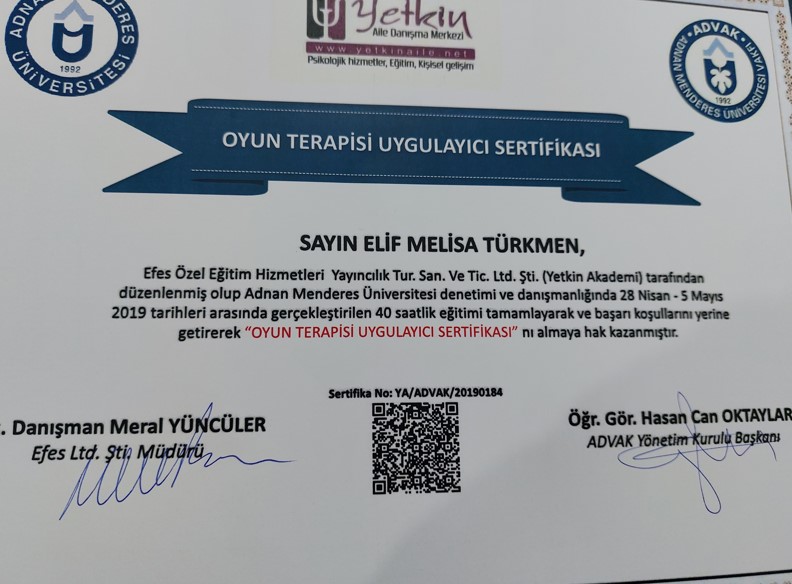 ADNAN MENDERES ÜNİVERSİTESİ
1992
Yetkin
Aile Danışma Merkezi
www.yetkinaile.net
Psikolojik hizmetler, Eğitim, Kişisel gelişim
ADVAK
ADNAN MENDERES ÜNİVERSİTESİ VAKFI
1992
OYUN TERAPİSİ UYGULAYICI SERTİFİKASI
SAYIN ELİF MELİSA TÜRKMEN,
Efes Özel Eğitim Hizmetleri Yayıncılık Tur. San. Ve Tic. Ltd. Şti. (Yetkin Akademi) tarafından
düzenlenmiş olup Adnan Menderes Üniversitesi denetimi ve danışmanlığında 28 Nisan - 5 Mayıs
2019 tarihleri arasında gerçekleştirilen 40 saatlik eğitimi tamamlayarak ve başarı koşullarını yerine
getirerek “OYUN TERAPİSİ UYGULAYICI SERTİFİKASI” nı almaya hak kazanmıştır.
Sertifika No: YA/ADVAK/20190184
Danışman Meral YÜNCÜLER
Efes Ltd. Şti. Müdürü
Öğr. Gör. Hasan Can OKTAYLAR
ADVAK Yönetim Kurulu Başkanı